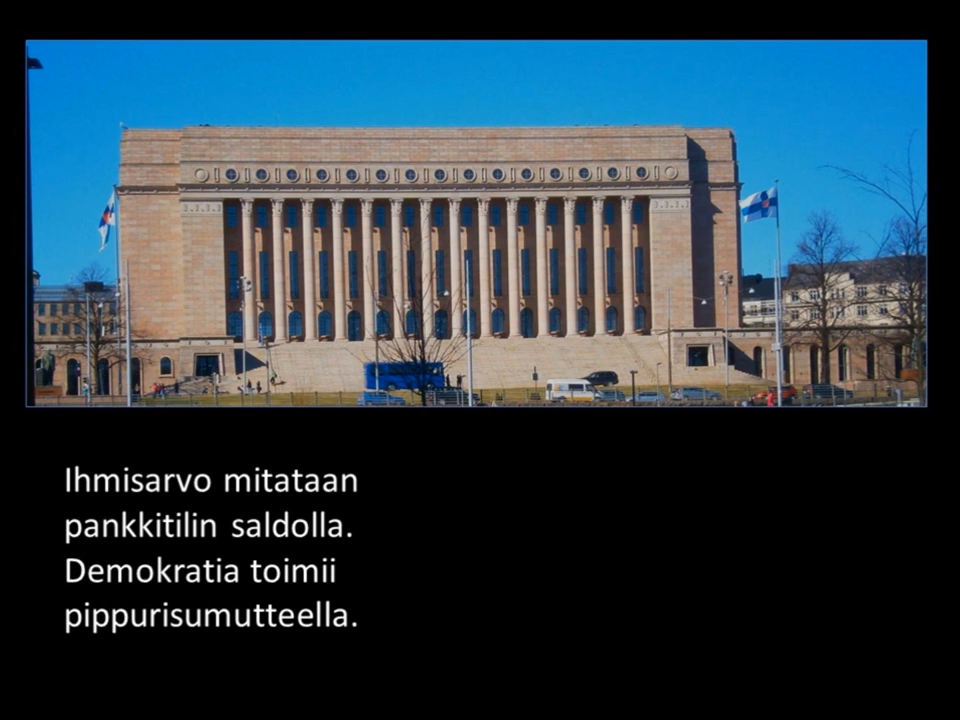 Ihmisarvo mitataan
pankkitilin saldolla.
Demokratia toimii
pippurisumutteella.